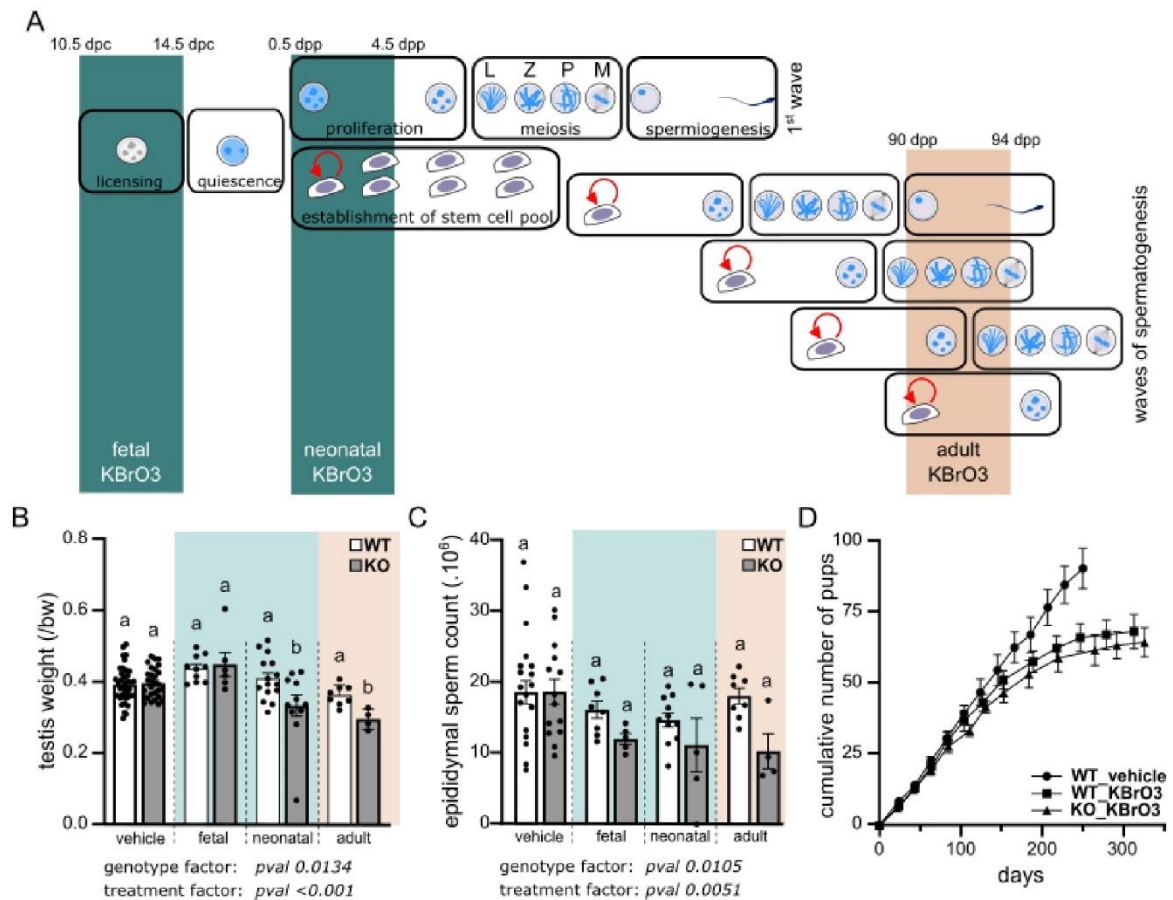 A
10.5 dpc 14.5 dpc 0.5 dpp 4.5 dpp
L Z P M
proliferation meiosis spermiogenesis
1st wave
licensing quiescence
establishment of stem cell pool
90 dpp 94 dpp
waves of spermatogenesis
fetal KBrO3
neonatal KBrO3
adult KBrO3
B
testis weight (/bw)
0.8
0.6
0.4
0.2
0.0
a a a a a b a b
WT
KO
vehicle fetal neonatal adult
genotype factor: pval 0.0134
treatment factor: pval <0.001
C
epididymal sperm count (.10⁶)
40
30
20
10
0
a a a a a a a a
WT
KO
vehicle fetal neonatal adult
genotype factor: pval 0.0105
treatment factor: pval 0.0051
D
cumulative number of pups
100
75
50
25
0
WT_vehicle
WT_KBrO3
KO_KBrO3
0 100 200 300
days